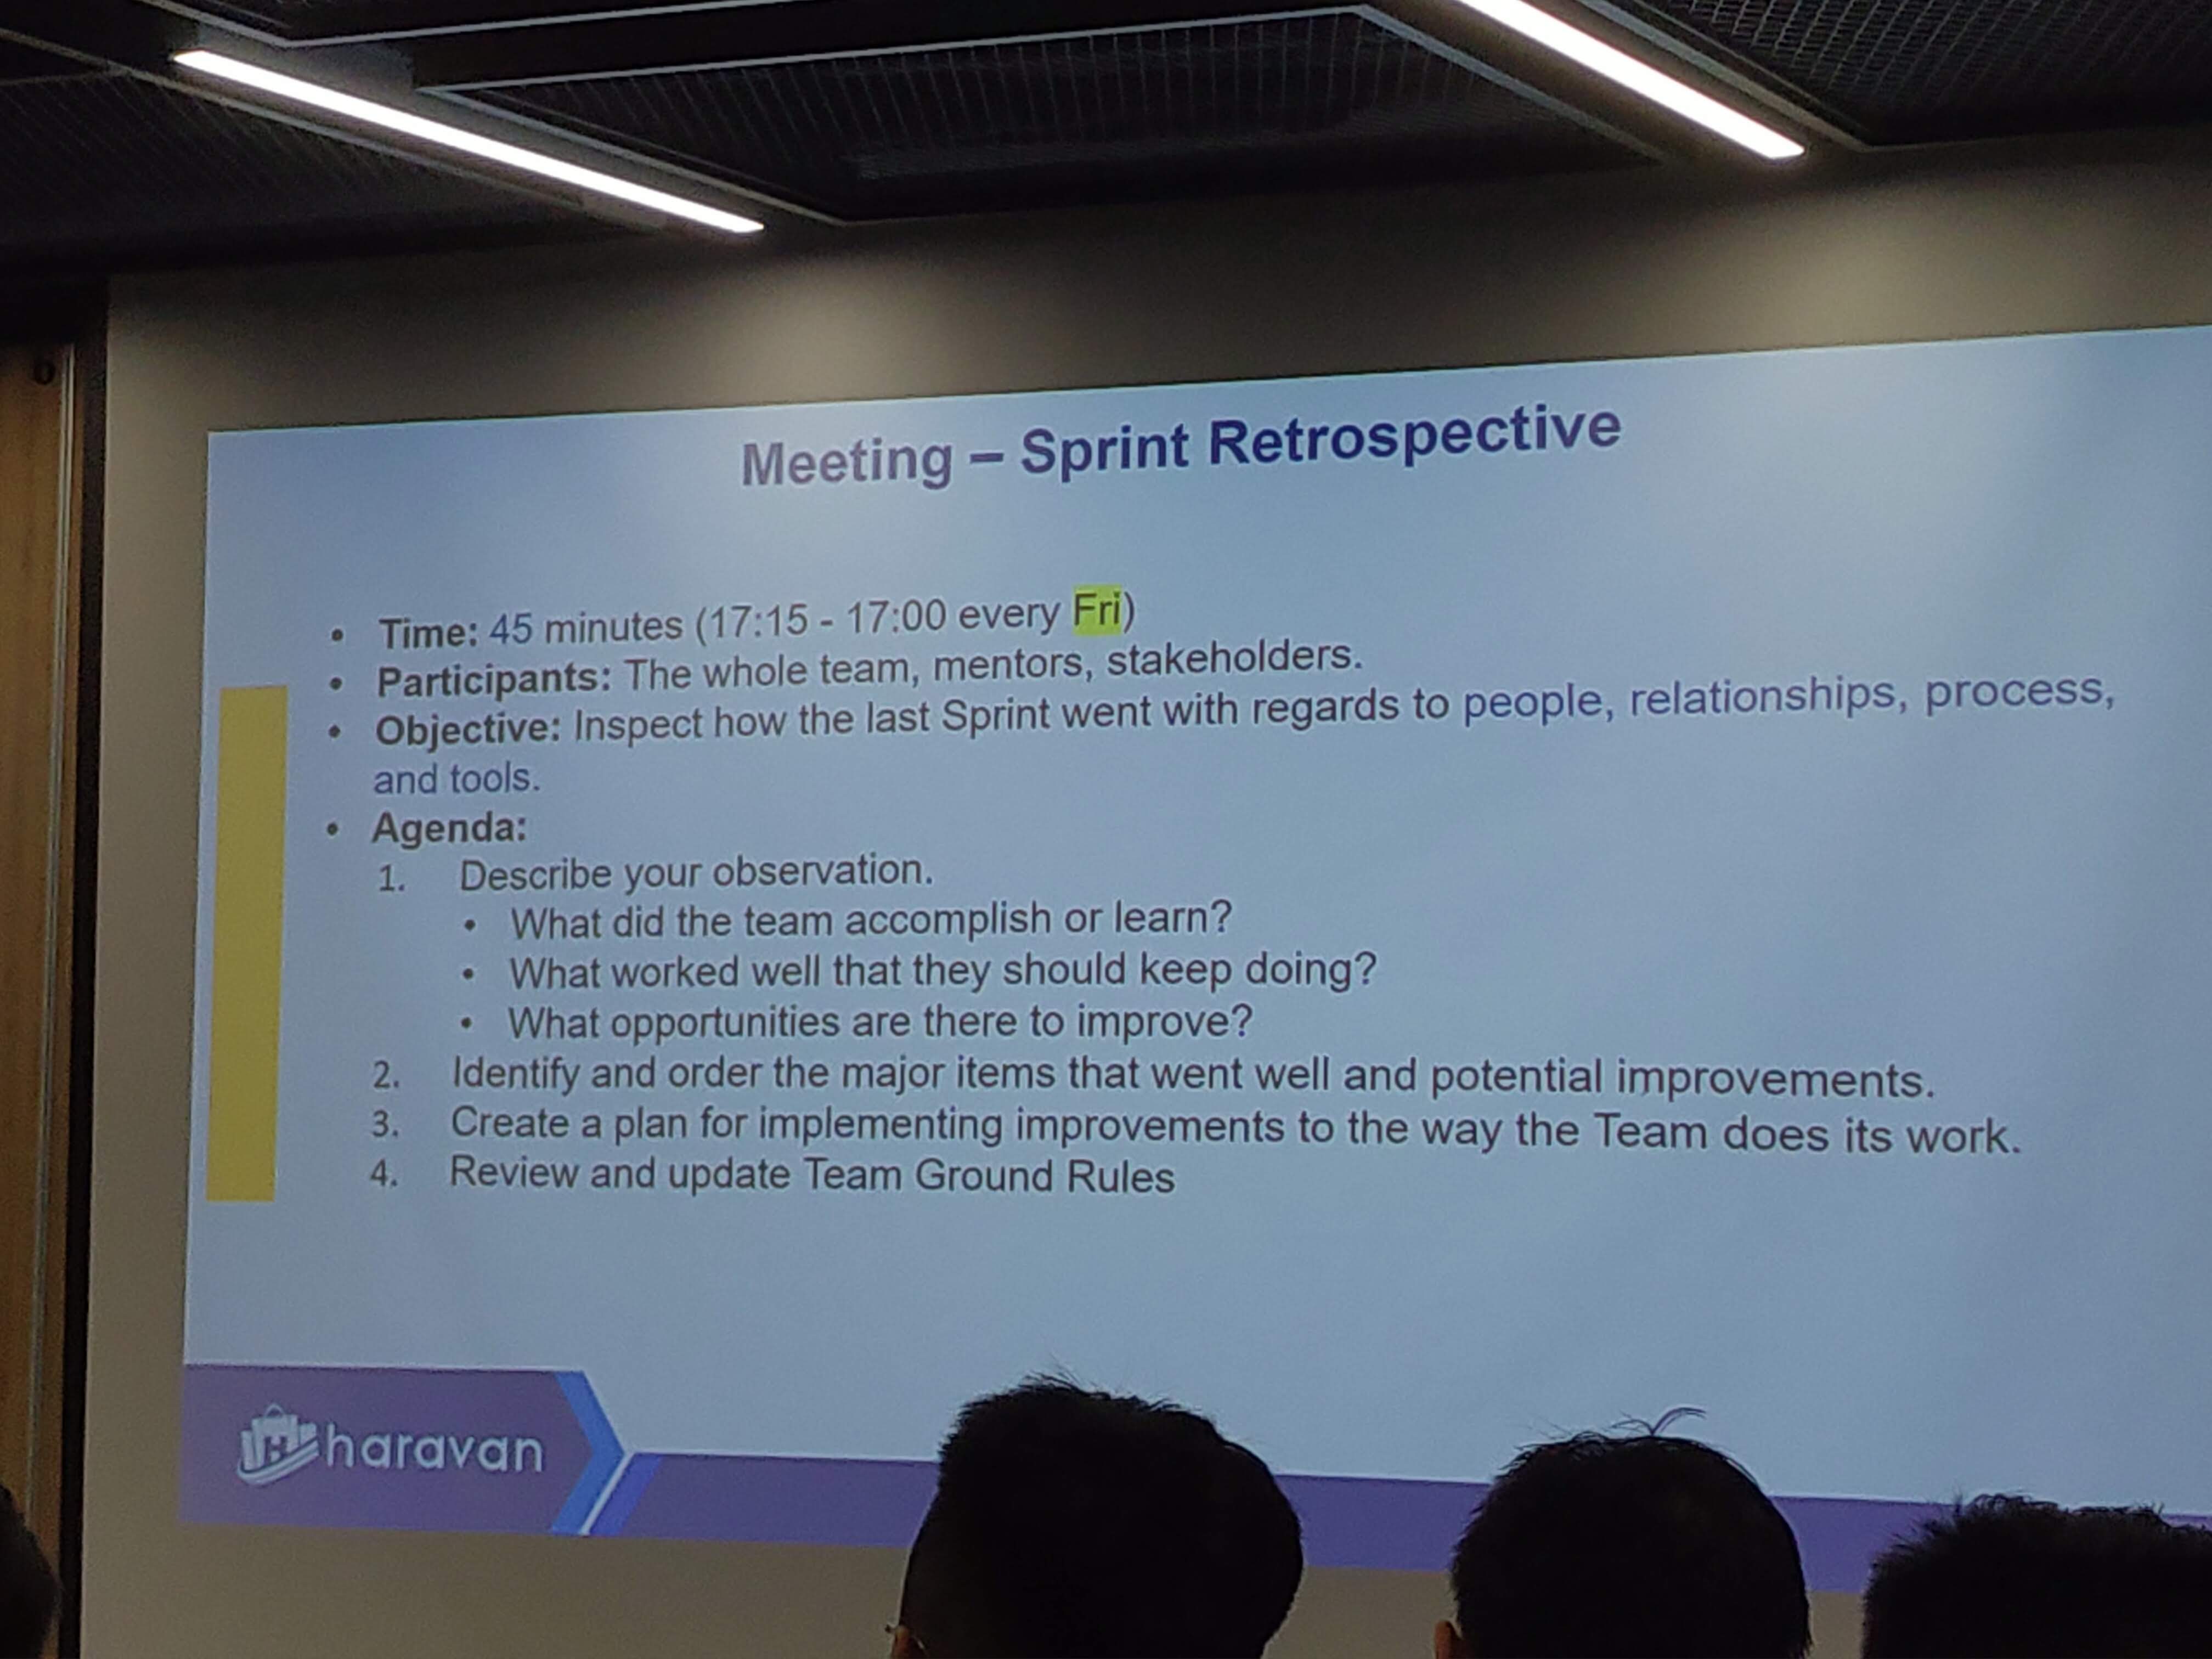 Meeting – Sprint Retrospective
• Time: 45 minutes (17:15 - 17:00 every Fri)
• Participants: The whole team, mentors, stakeholders.
• Objective: Inspect how the last Sprint went with regards to people, relationships, process,
and tools.
• Agenda:
1. Describe your observation.
• What did the team accomplish or learn?
• What worked well that they should keep doing?
• What opportunities are there to improve?
2. Identify and order the major items that went well and potential improvements.
3. Create a plan for implementing improvements to the way the Team does its work.
4. Review and update Team Ground Rules
haravan